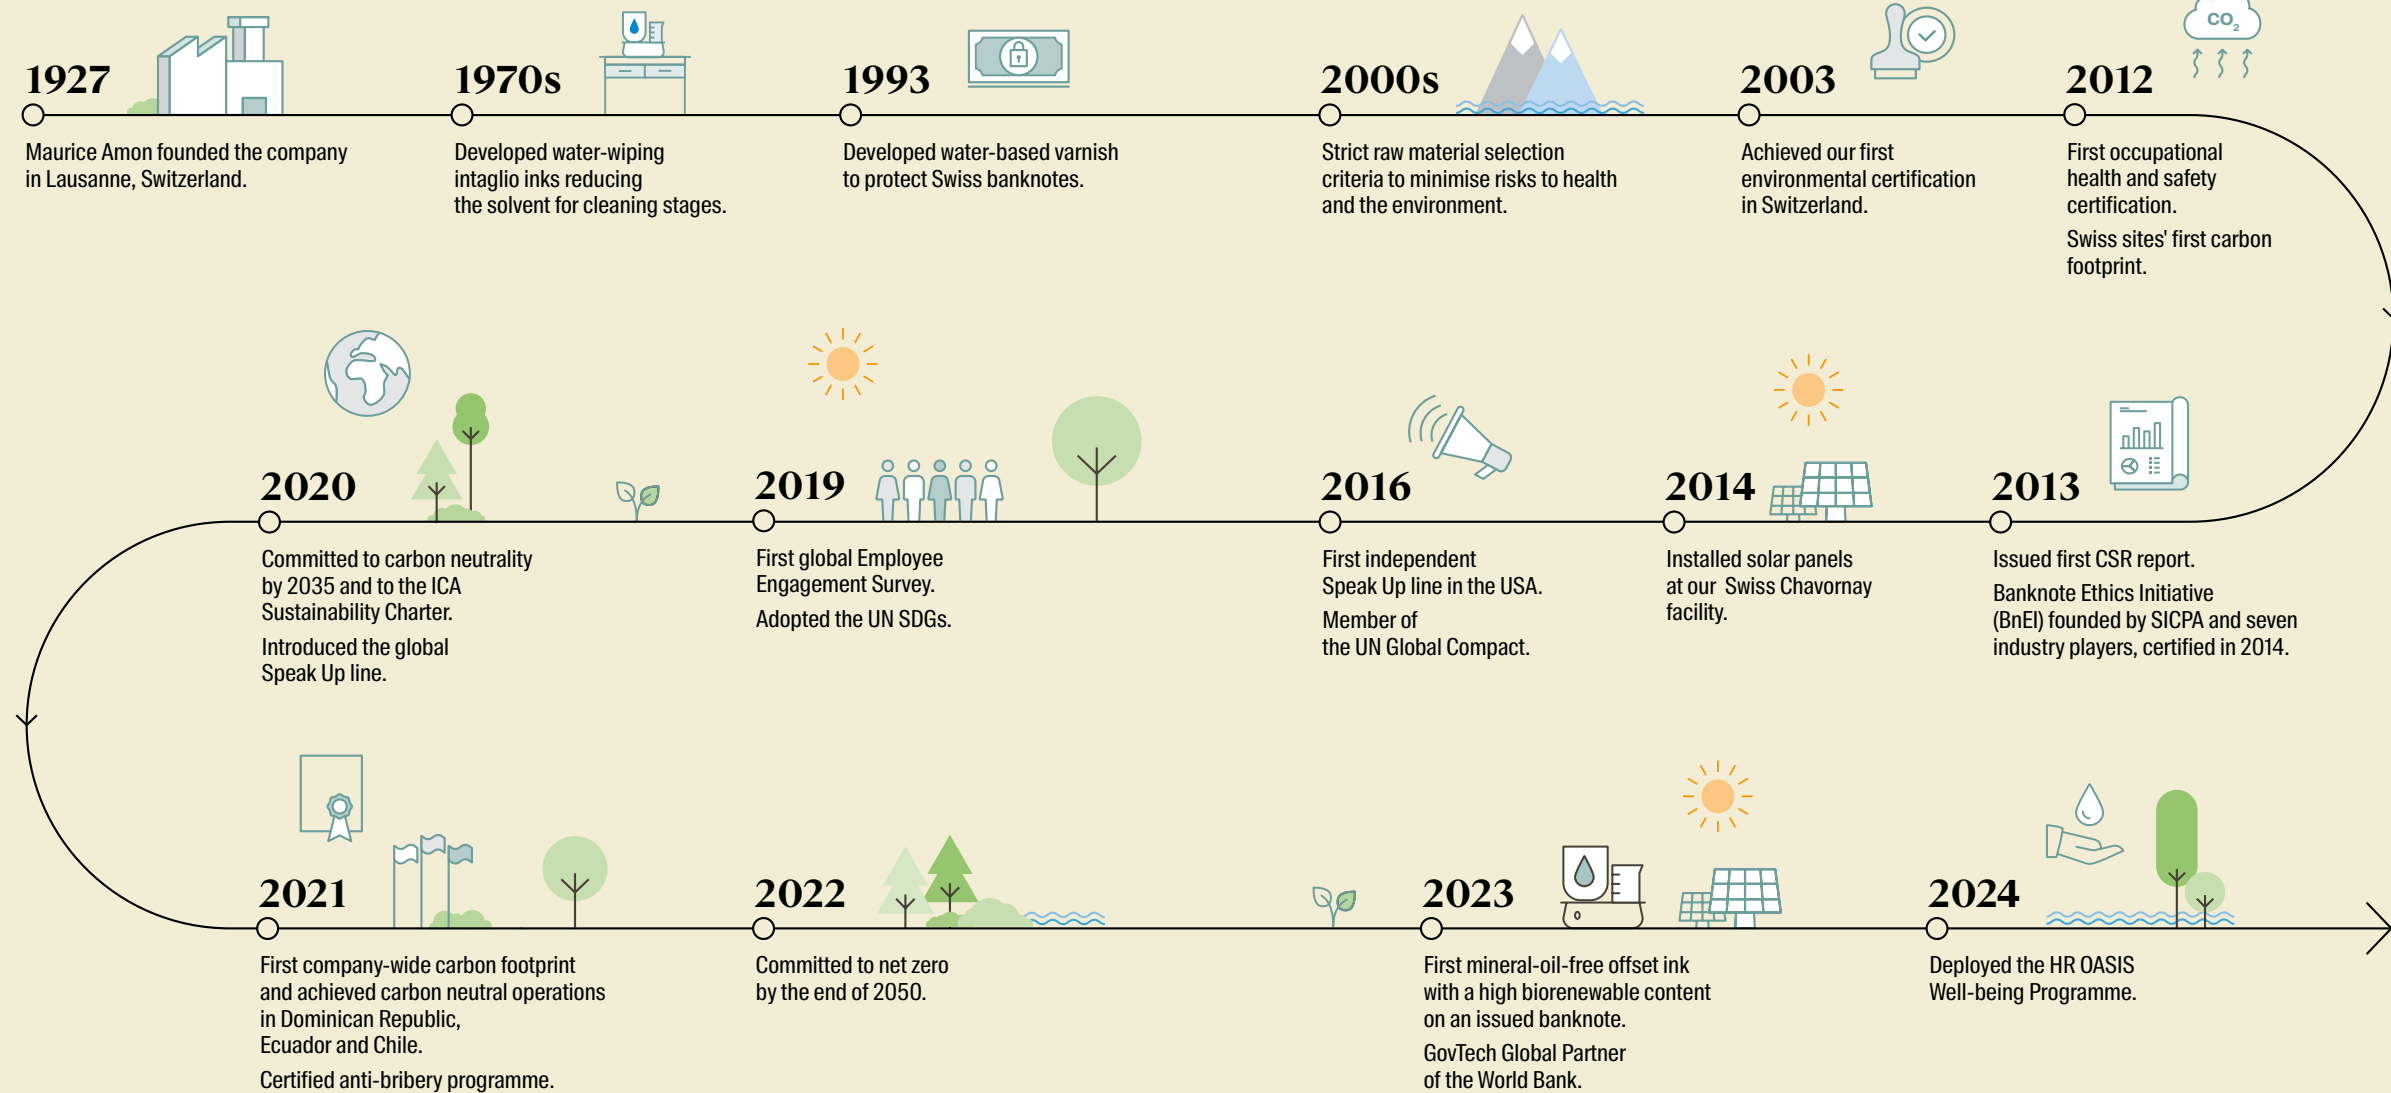 1927
Maurice Amon founded the company
in Lausanne, Switzerland.
1970s
Developed water-wiping
intaglio inks reducing
the solvent for cleaning stages.
1993
Developed water-based varnish
to protect Swiss banknotes.
2000s
Strict raw material selection
criteria to minimise risks to health
and the environment.
2003
Achieved our first
environmental certification
in Switzerland.
CO₂
2012
First occupational
health and safety
certification.
Swiss sites' first carbon
footprint.
2013
Issued first CSR report.
Banknote Ethics Initiative
(BnEI) founded by SICPA and seven
industry players, certified in 2014.
2014
Installed solar panels
at our Swiss Chavornay
facility.
2016
First independent
Speak Up line in the USA.
Member of
the UN Global Compact.
2019
First global Employee
Engagement Survey.
Adopted the UN SDGs.
2020
Committed to carbon neutrality
by 2035 and to the ICA
Sustainability Charter.
Introduced the global
Speak Up line.
2021
First company-wide carbon footprint
and achieved carbon neutral operations
in Dominican Republic,
Ecuador and Chile.
Certified anti-bribery programme.
2022
Committed to net zero
by the end of 2050.
2023
First mineral-oil-free offset ink
with a high biorenewable content
on an issued banknote.
GovTech Global Partner
of the World Bank.
2024
Deployed the HR OASIS
Well-being Programme.